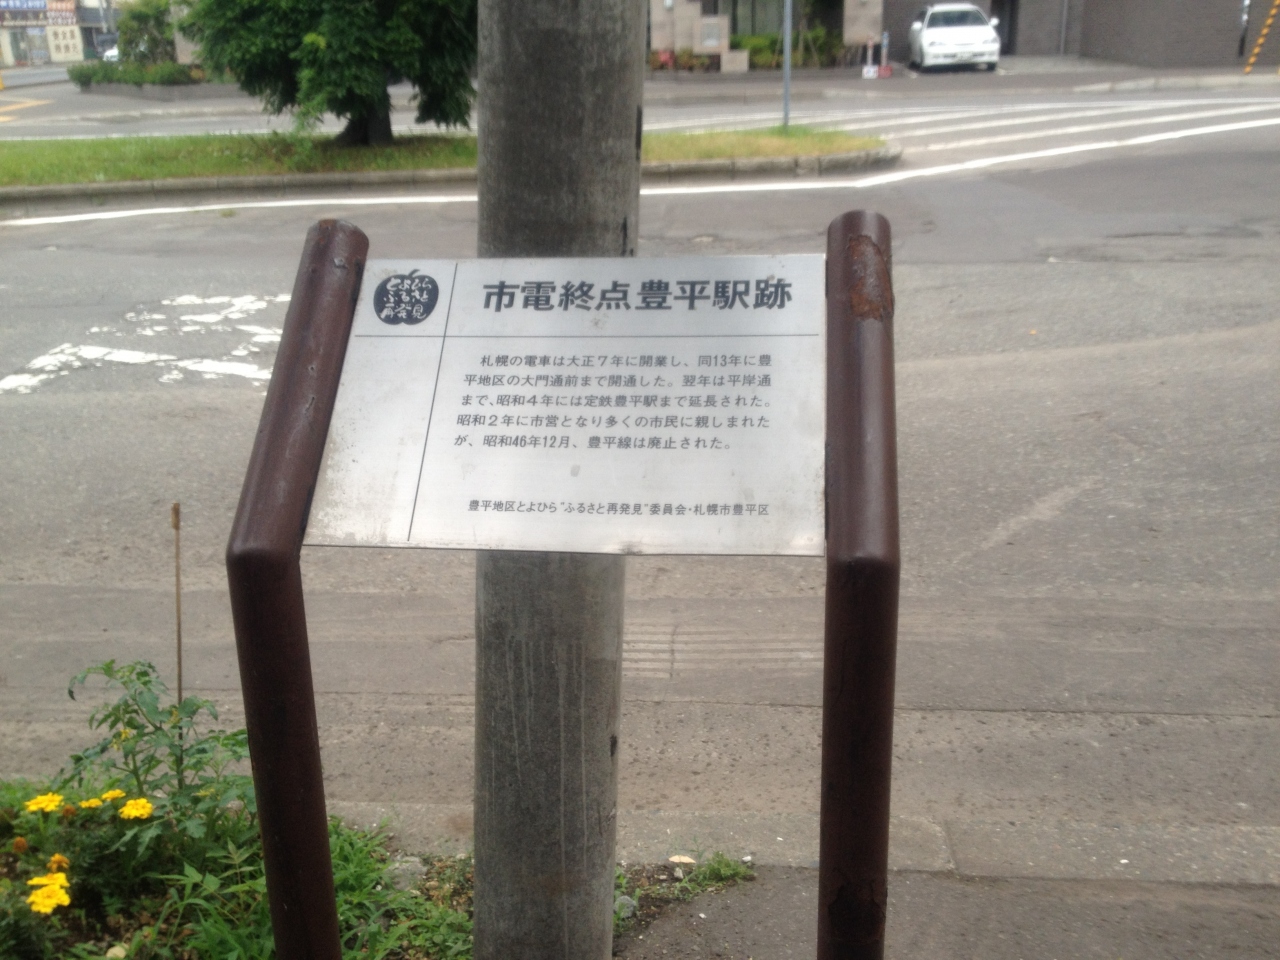 とよひら
ふるさと
再発見
市電終点豊平駅跡
札幌の電車は大正7年に開業し、同13年に豊
平地区の大門通前まで開通した。翌年は平岸通
まで、昭和4年には定鉄豊平駅まで延長された。
昭和2年に市営となり多くの市民に親しまれた
が、昭和46年12月、豊平線は廃止された。
豊平地区とよひら“ふるさと再発見”委員会・札幌市豊平区